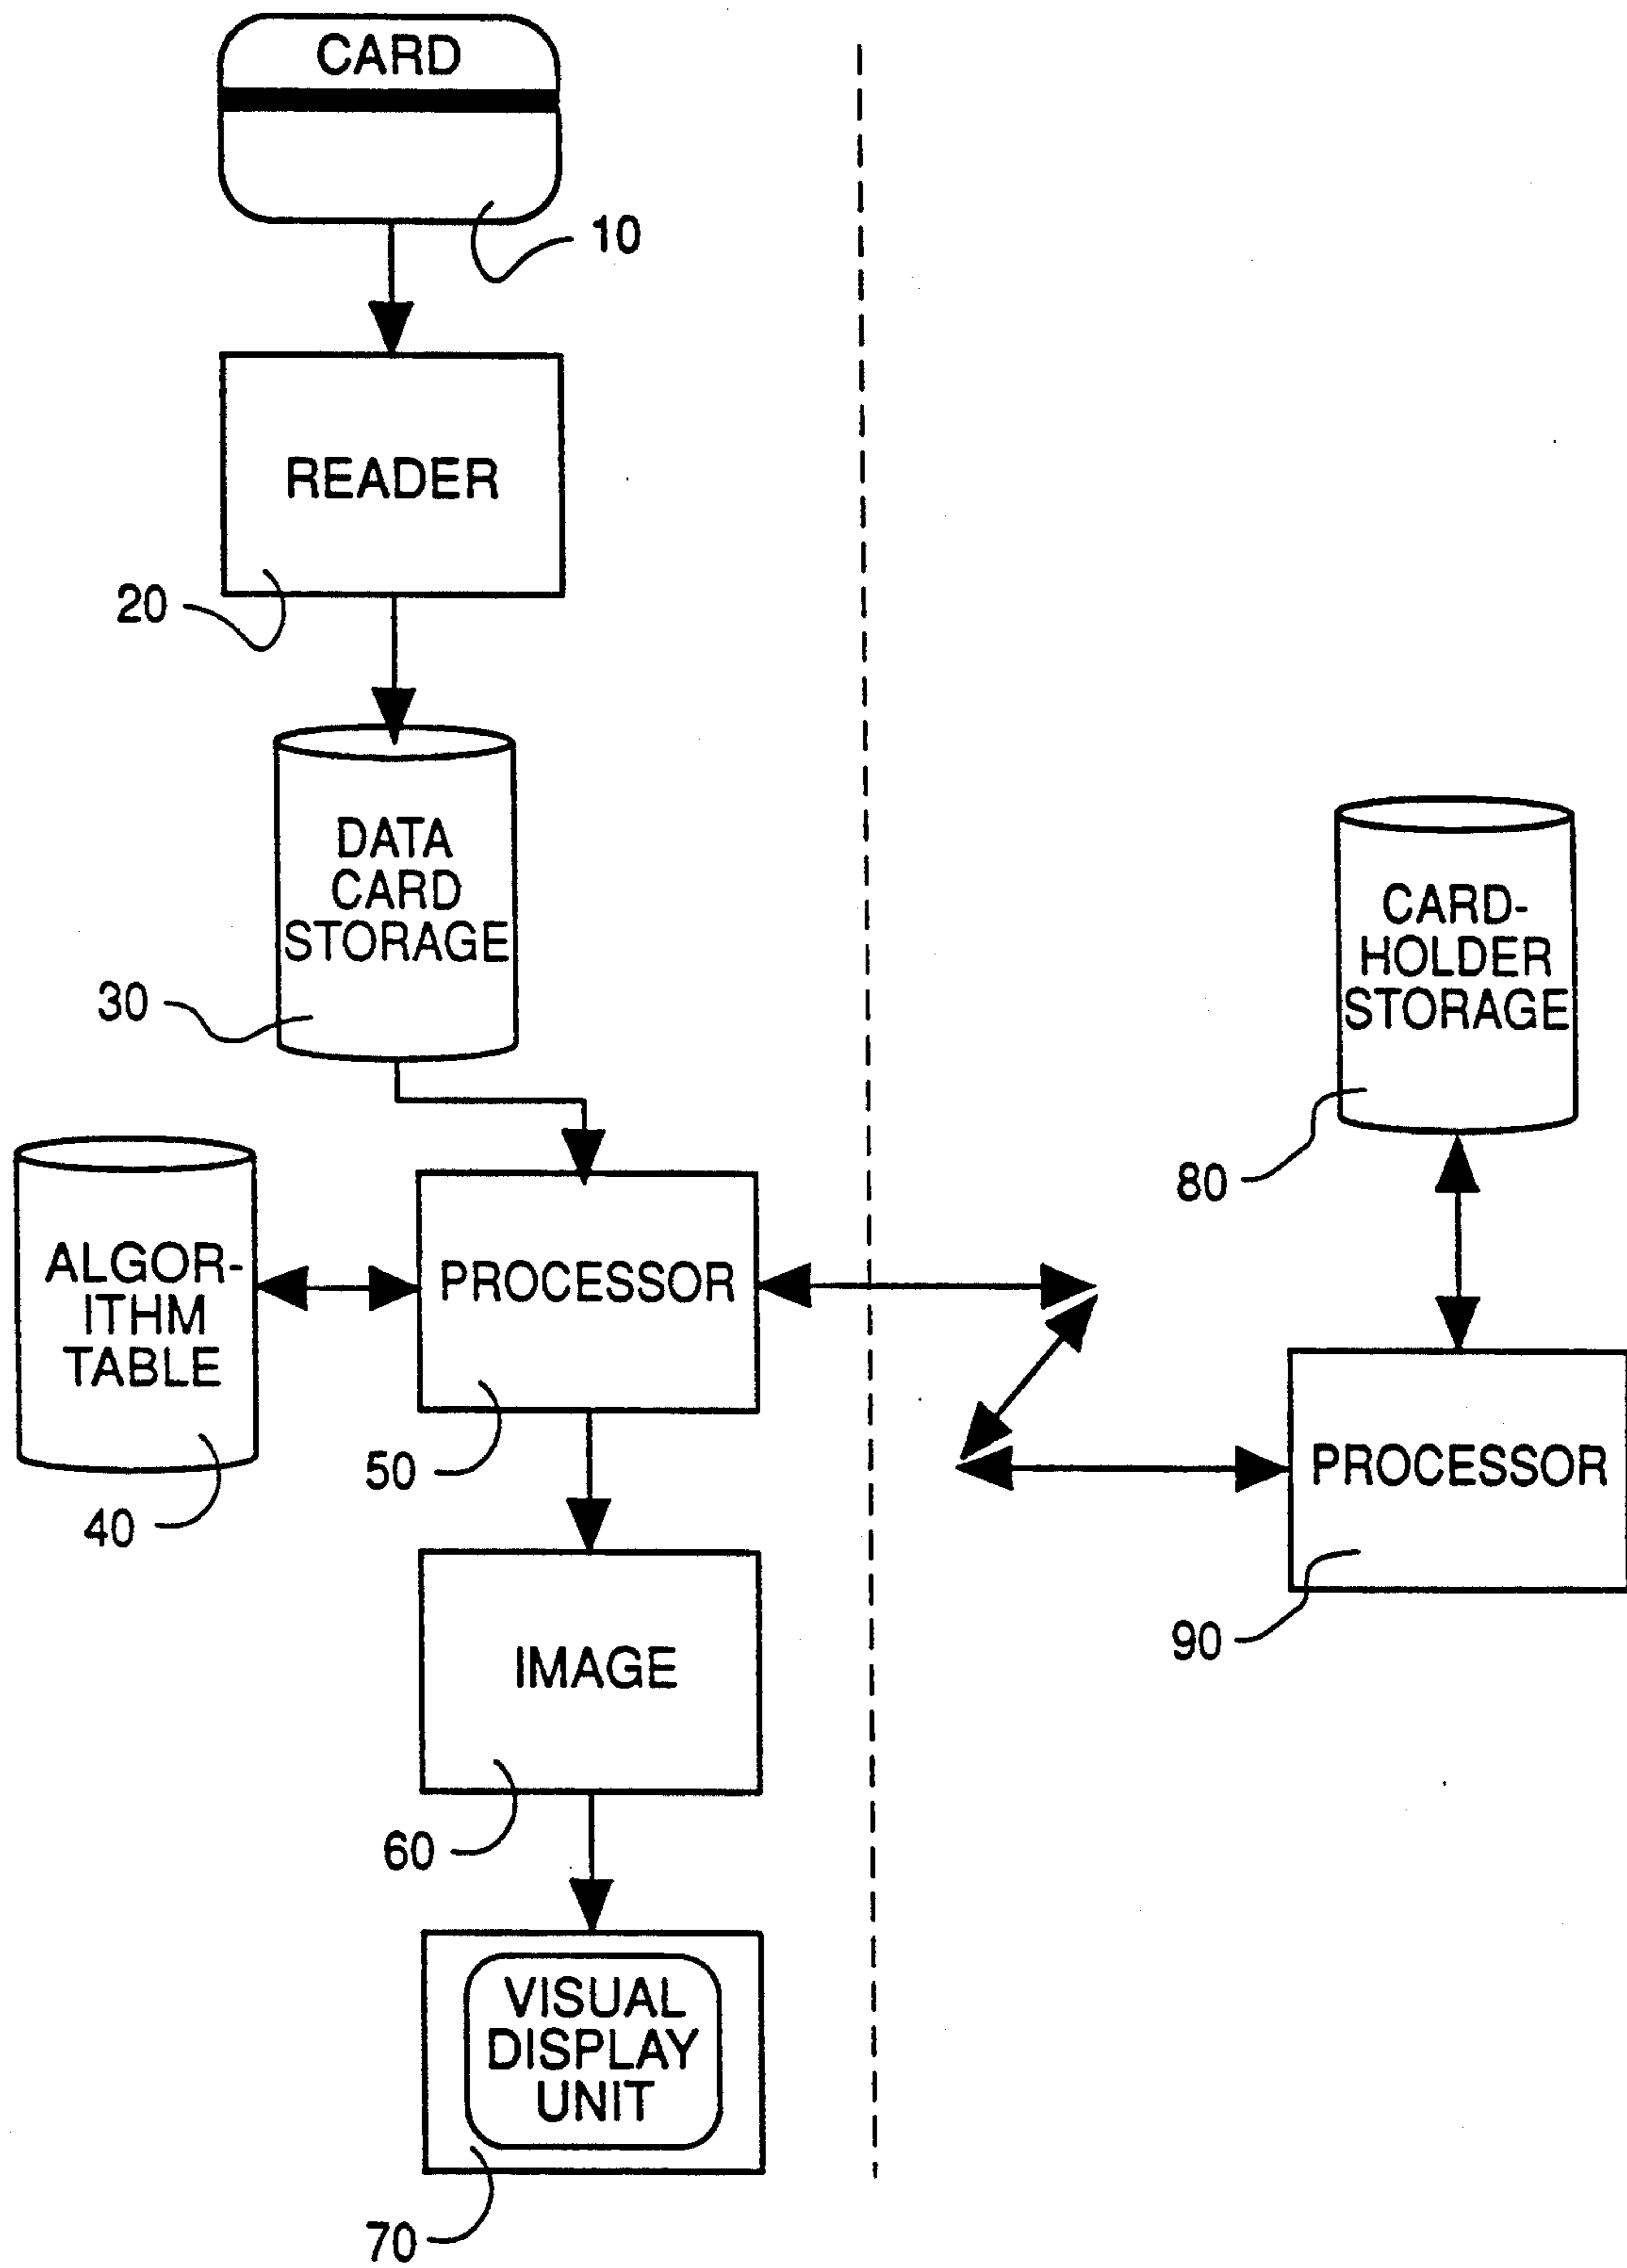 CARD
10
READER
20
DATA
CARD
STORAGE
30
CARD-
HOLDER
STORAGE
80
ALGOR-
ITHM
TABLE
40
PROCESSOR
50
PROCESSOR
90
IMAGE
60
VISUAL
DISPLAY
UNIT
70